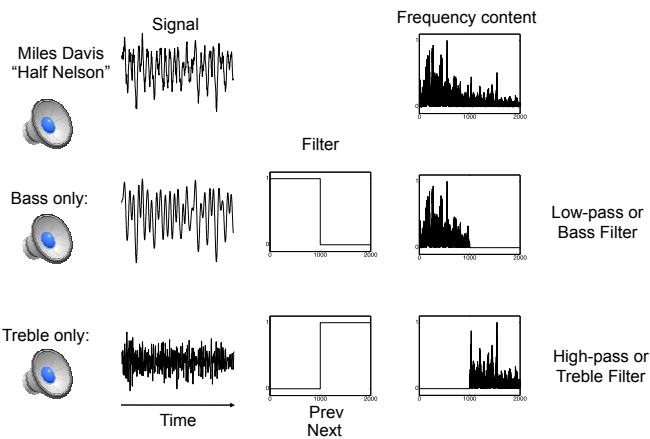 Signal
Frequency content
Miles Davis
“Half Nelson”
1
0
0 1000 2000
Filter
Bass only:
1
0
0 1000 2000
1
0
0 1000 2000
Low-pass or
Bass Filter
Treble only:
1
0
0 1000 2000
1
0
0 1000 2000
High-pass or
Treble Filter
Time
Prev
Next